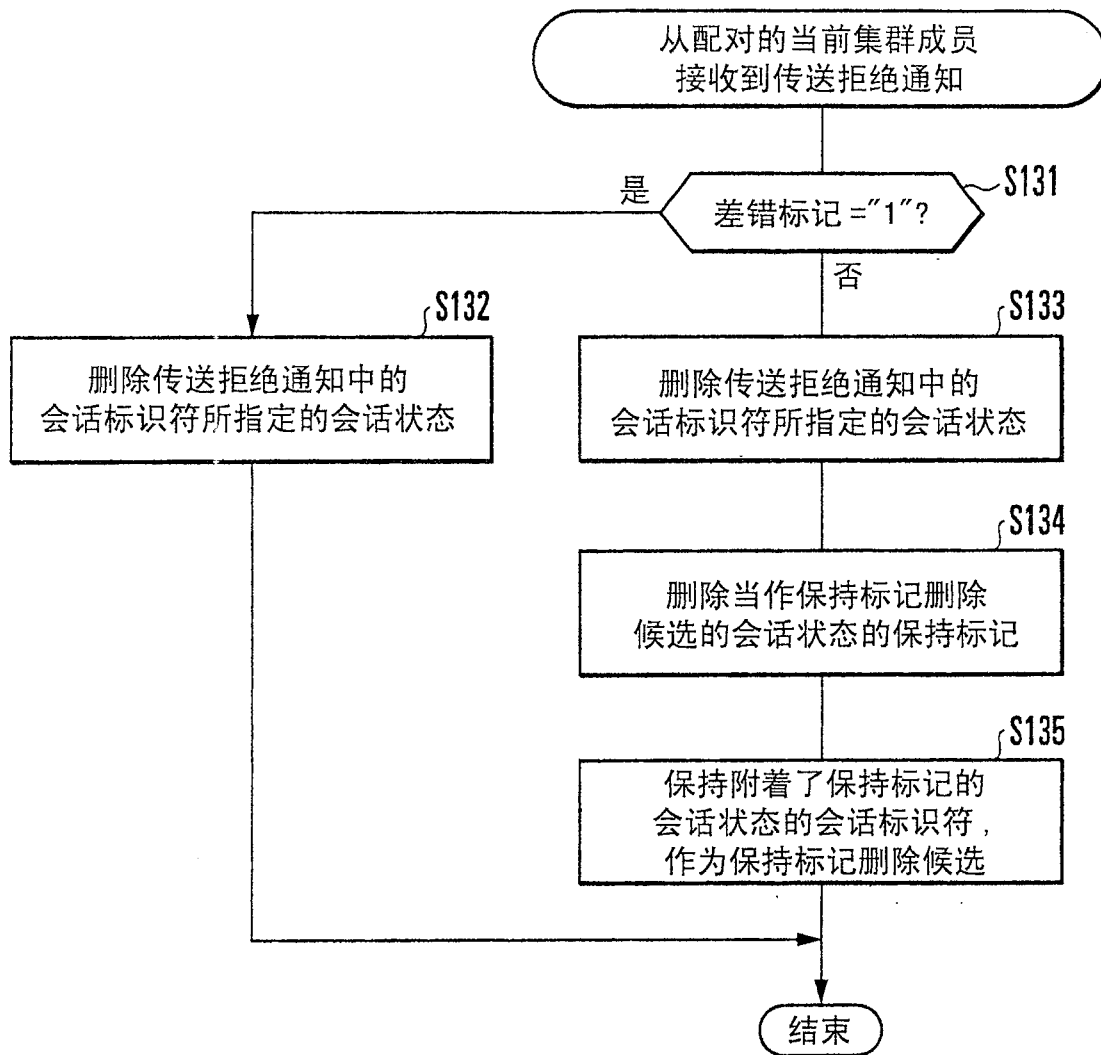 从配对的当前集群成员
接收到传送拒绝通知
S131
是
差错标记="1"?
否
S132
删除传送拒绝通知中的
会话标识符所指定的会话状态
S133
删除传送拒绝通知中的
会话标识符所指定的会话状态
S134
删除当作保持标记删除
候选的会话状态的保持标记
S135
保持附着了保持标记的
会话状态的会话标识符,
作为保持标记删除候选
结束